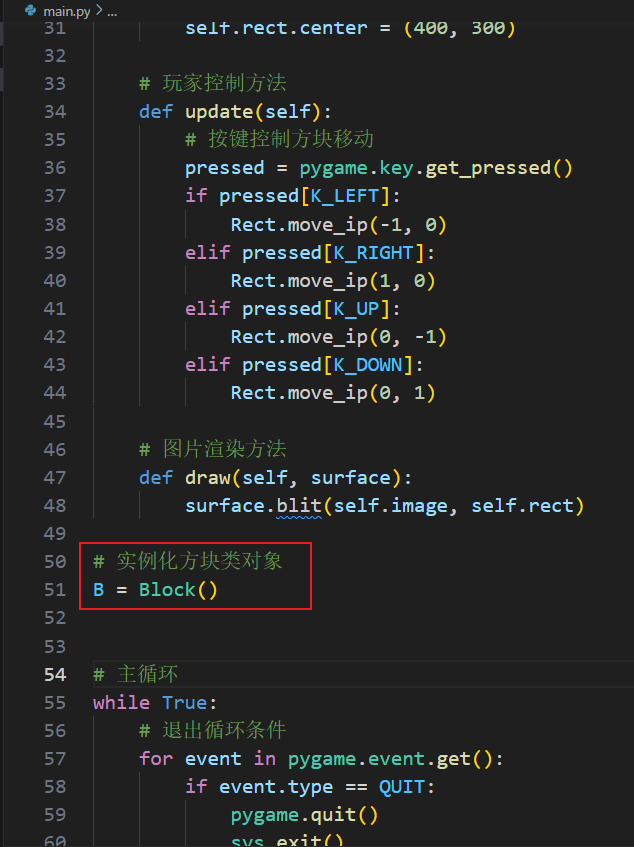 main.py > ...
31 self.rect.center = (400, 300)
32
33 # 玩家控制方法
34 def update(self):
35 # 按键控制方块移动
36 pressed = pygame.key.get_pressed()
37 if pressed[K_LEFT]:
38 Rect.move_ip(-1, 0)
39 elif pressed[K_RIGHT]:
40 Rect.move_ip(1, 0)
41 elif pressed[K_UP]:
42 Rect.move_ip(0, -1)
43 elif pressed[K_DOWN]:
44 Rect.move_ip(0, 1)
45
46 # 图片渲染方法
47 def draw(self, surface):
48 surface.blit(self.image, self.rect)
49
50 # 实例化方块类对象
51 B = Block()
52
53
54 # 主循环
55 while True:
56 # 退出循环条件
57 for event in pygame.event.get():
58 if event.type == QUIT:
59 pygame.quit()
60 sys.exit()